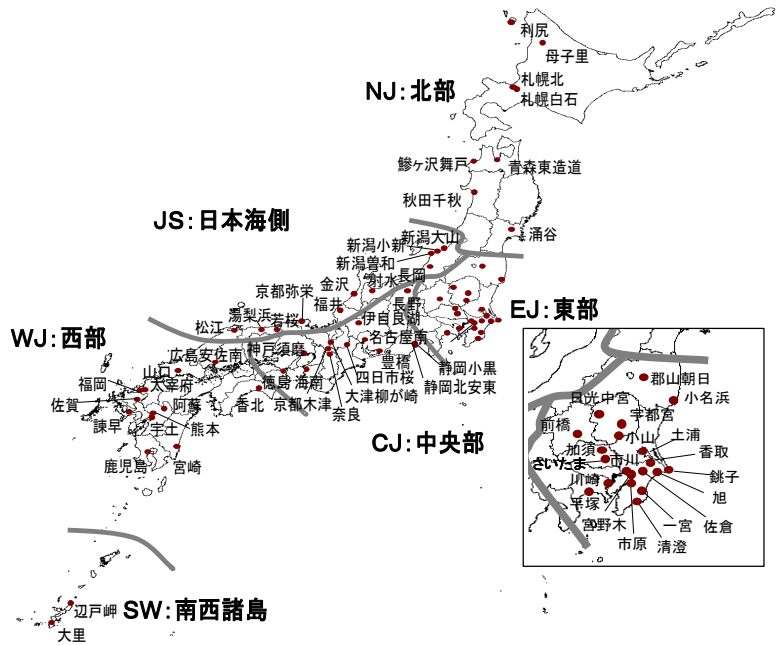 利尻
母子里
NJ：北部
札幌北
札幌白石
鰺ヶ沢舞戸
青森東造道
秋田千秋
JS：日本海側
涌谷
新潟大山
新潟小新
新潟曽和
長岡
射水
金沢
京都弥栄
福井
長野
伊自良湖
EJ：東部
湯梨浜
若桜
松江
WJ：西部
名古屋南
広島安佐南
神戸須磨
豊橋
静岡小黒
山口
福岡
太宰府
四日市桜
静岡北安東
徳島
海南
大津柳が崎
佐賀
阿蘇
香北
京都木津
奈良
諫早
宇土
熊本
CJ：中央部
鹿児島
宮崎
郡山朝日
日光中宮
小名浜
宇都宮
前橋
小山
土浦
加須
香取
さいたま
市川
銚子
川崎
旭
平塚
宮野木
一宮
佐倉
市原
清澄
辺戸岬
SW：南西諸島
大里